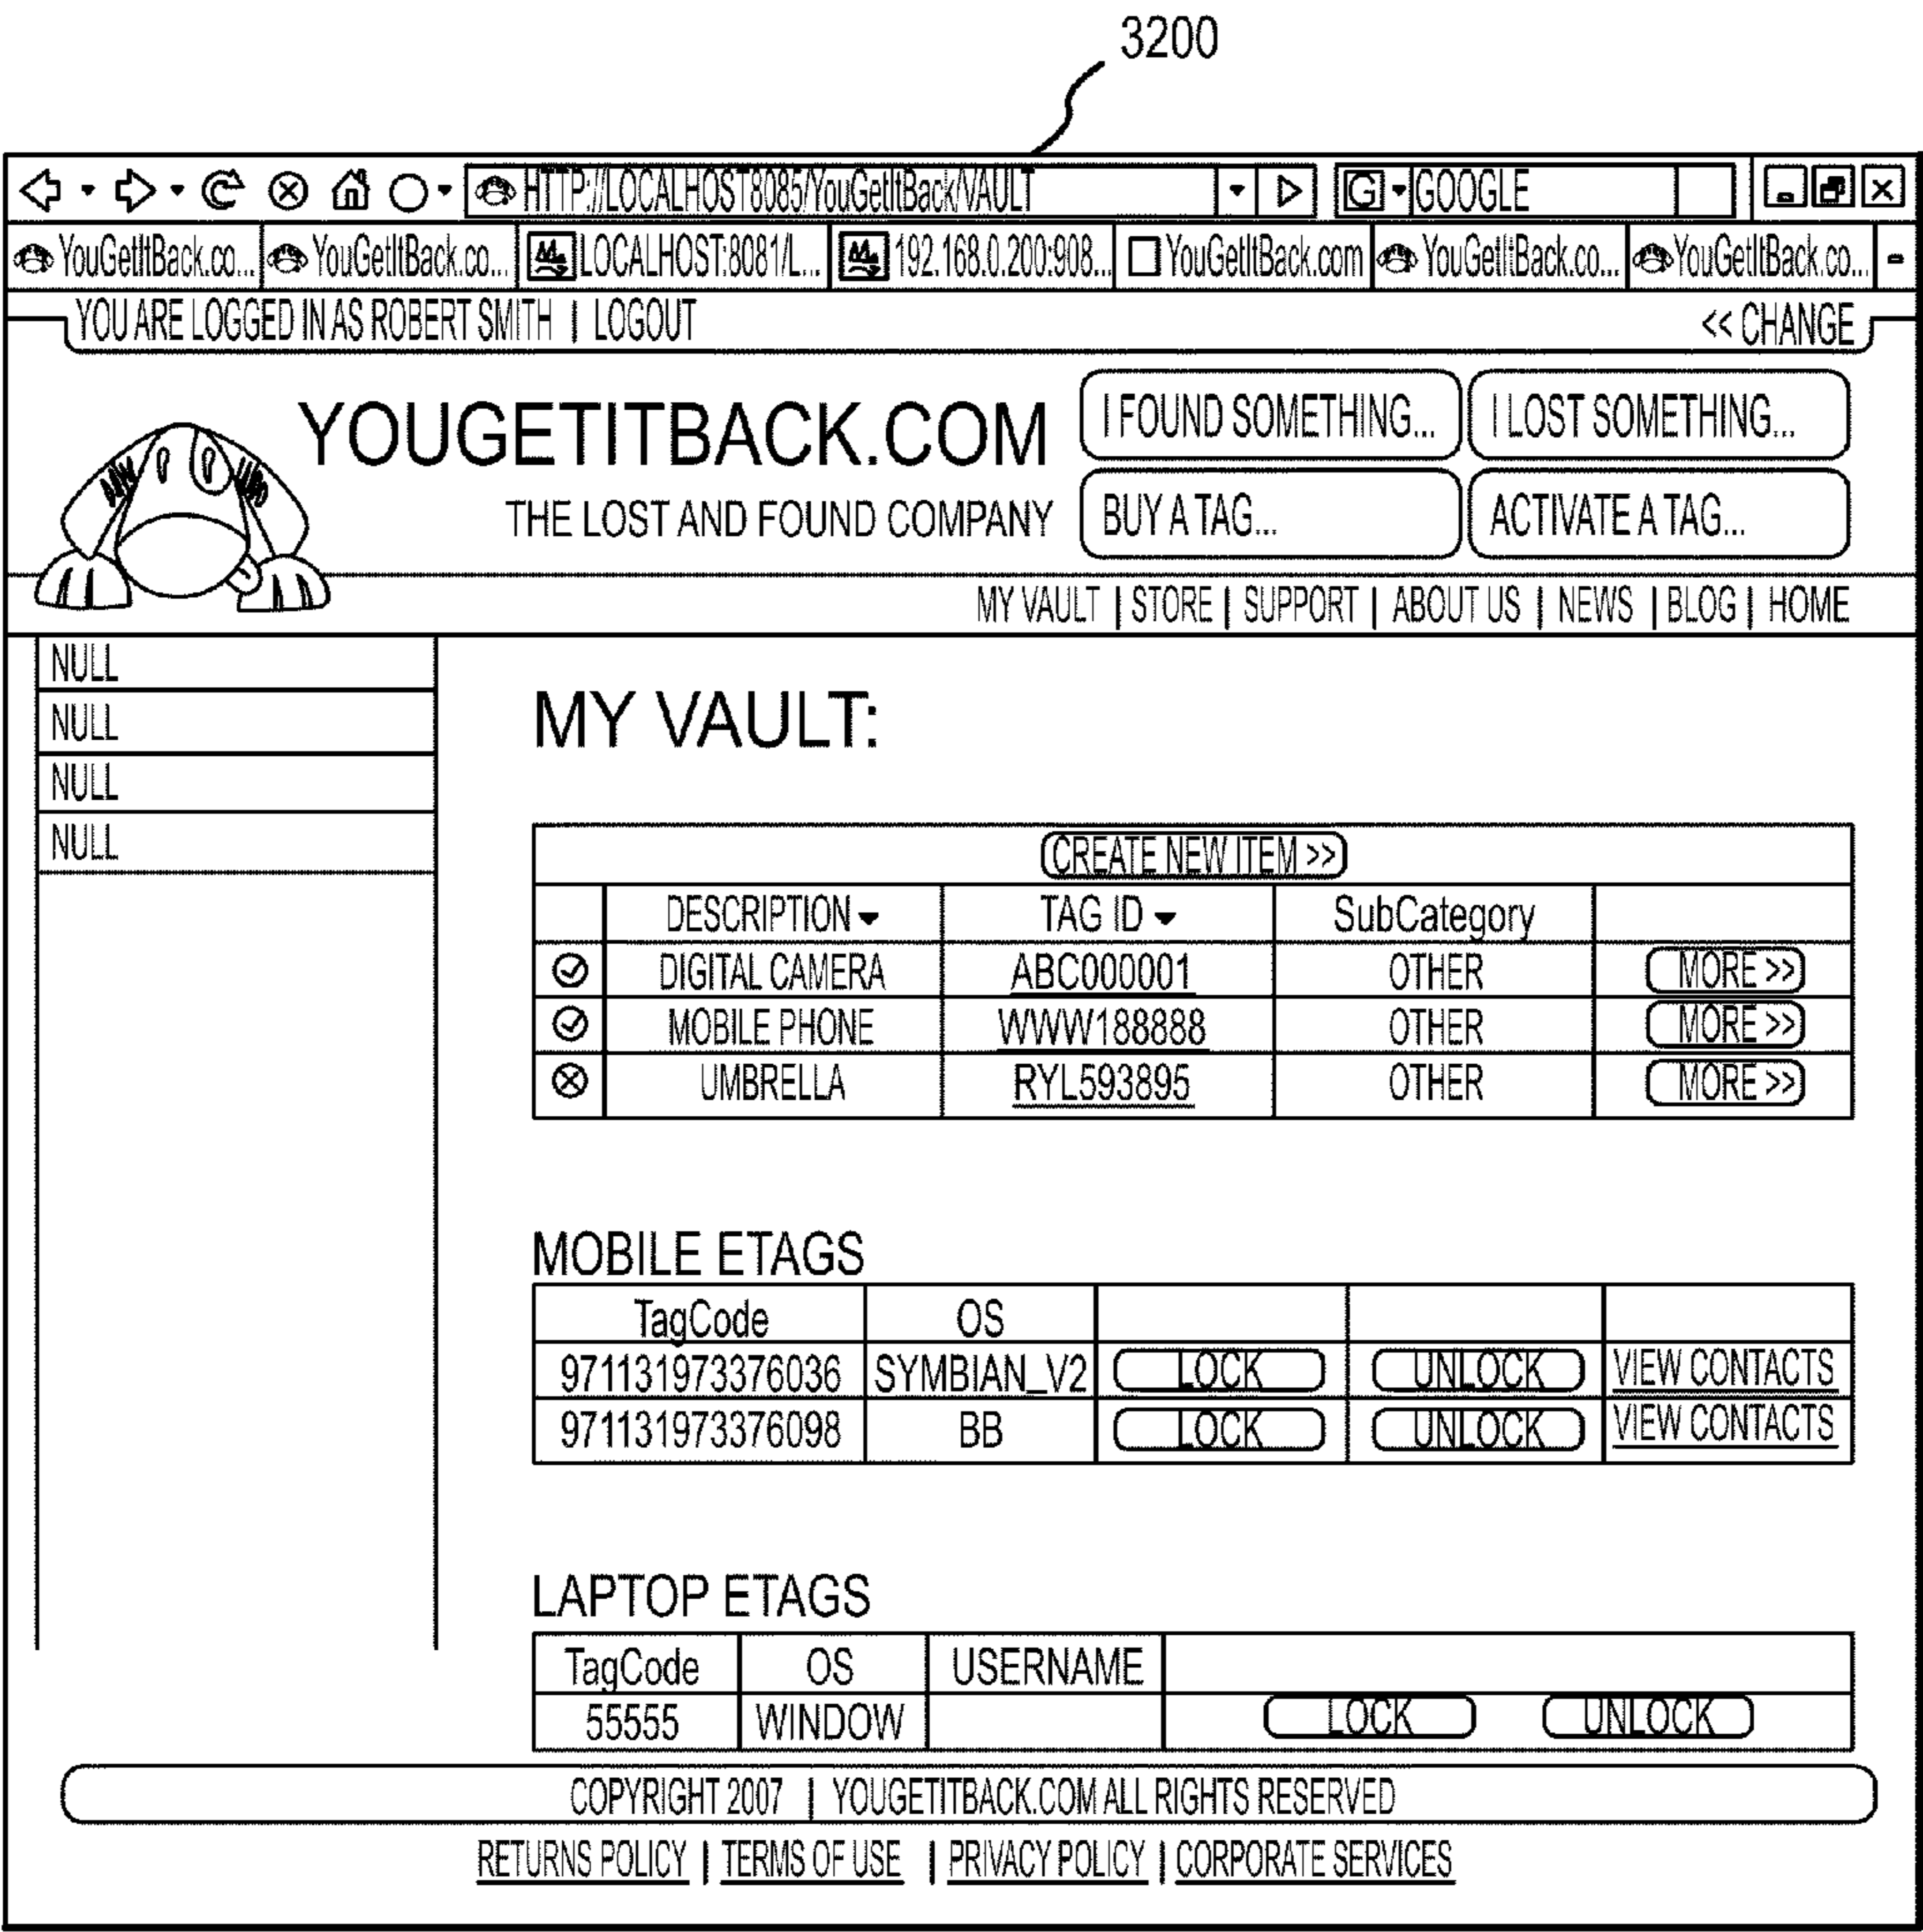 3200
HTTP://LOCALHOST8085/YouGetItBack/VAULT G GOOGLE
YouGetItBack.co... YouGetItBack.co... LOCALHOST:8081/L... 192.168.0.200:908... YouGetItBack.com YouGetItBack.co... YouGetItBack.co...
YOU ARE LOGGED IN AS ROBERT SMITH | LOGOUT << CHANGE
YOUGETITBACK.COM
THE LOST AND FOUND COMPANY
I FOUND SOMETHING... I LOST SOMETHING...
BUY A TAG... ACTIVATE A TAG...
MY VAULT | STORE | SUPPORT | ABOUT US | NEWS | BLOG | HOME
NULL
NULL
NULL
NULL
MY VAULT:
CREATE NEW ITEM >>
DESCRIPTION TAG ID SubCategory
DIGITAL CAMERA ABC000001 OTHER MORE >>
MOBILE PHONE WWW188888 OTHER MORE >>
UMBRELLA RYL593895 OTHER MORE >>
MOBILE ETAGS
TagCode OS
971131973376036 SYMBIAN_V2 LOCK UNLOCK VIEW CONTACTS
971131973376098 BB LOCK UNLOCK VIEW CONTACTS
LAPTOP ETAGS
TagCode OS USERNAME
55555 WINDOW LOCK UNLOCK
COPYRIGHT 2007 | YOUGETITBACK.COM ALL RIGHTS RESERVED
RETURNS POLICY | TERMS OF USE | PRIVACY POLICY | CORPORATE SERVICES